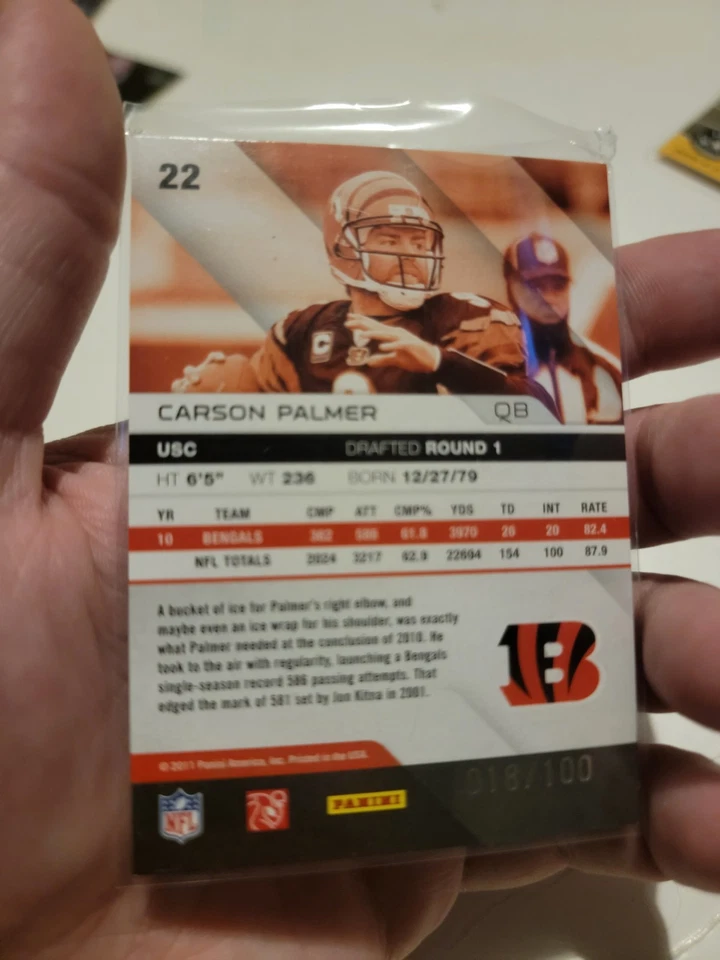 22
C
CARSON PALMER QB
USC DRAFTED ROUND 1
HT 6'5" WT 236 BORN 12/27/79
YR TEAM CMP ATT CMP% YDS TD INT RATE
10 BENGALS 362 586 61.8 3970 26 20 82.4
NFL TOTALS 2024 3217 62.9 22694 154 100 87.9
A bucket of ice for Palmer's right elbow, and
maybe even an ice wrap for his shoulder, was exactly
what Palmer needed at the conclusion of 2010. He
took to the air with regularity, launching a Bengals
single-season record 586 passing attempts. That
edged the mark of 581 set by Jon Kitna in 2001.
B
© 2011 Panini America, Inc. Printed in the USA.
NFL
PANINI
018/100